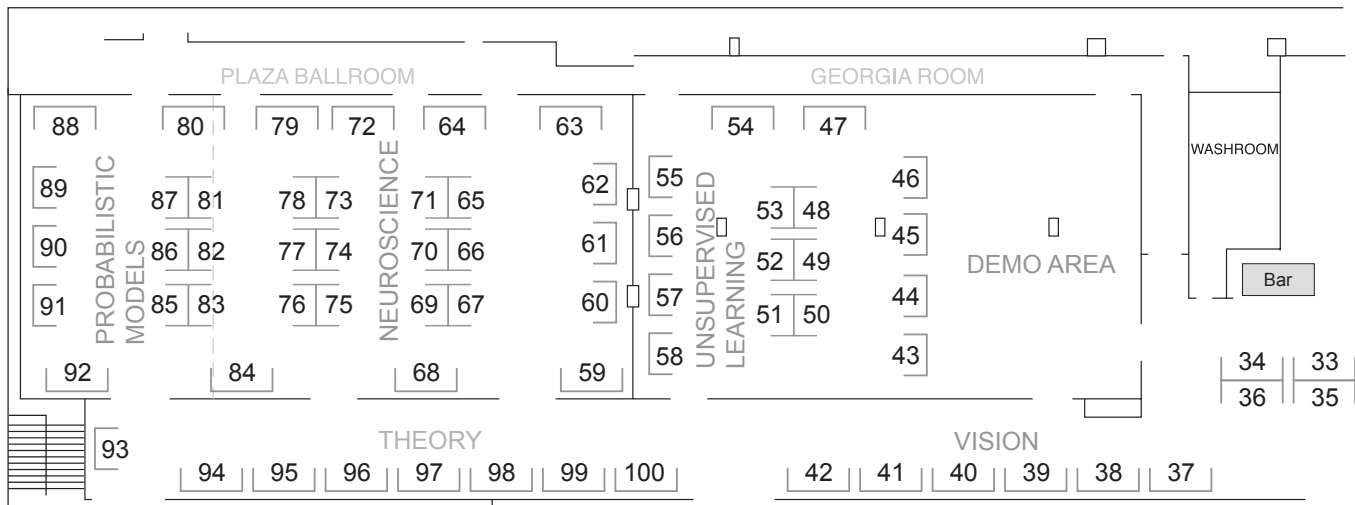 PLAZA BALLROOM
GEORGIA ROOM
88 80 79 72 64 63 54 47
WASHROOM
PROBABILISTIC
MODELS
NEUROSCIENCE
UNSUPERVISED
LEARNING
89 87 81 78 73 71 65 62 55 53 48 46
90 86 82 77 74 70 66 61 56 52 49 45
DEMO AREA
Bar
91 85 83 76 75 69 67 60 57 51 50 44
92 84 68 59 58 43
34 33
36 35
93
THEORY
VISION
94 95 96 97 98 99 100 42 41 40 39 38 37